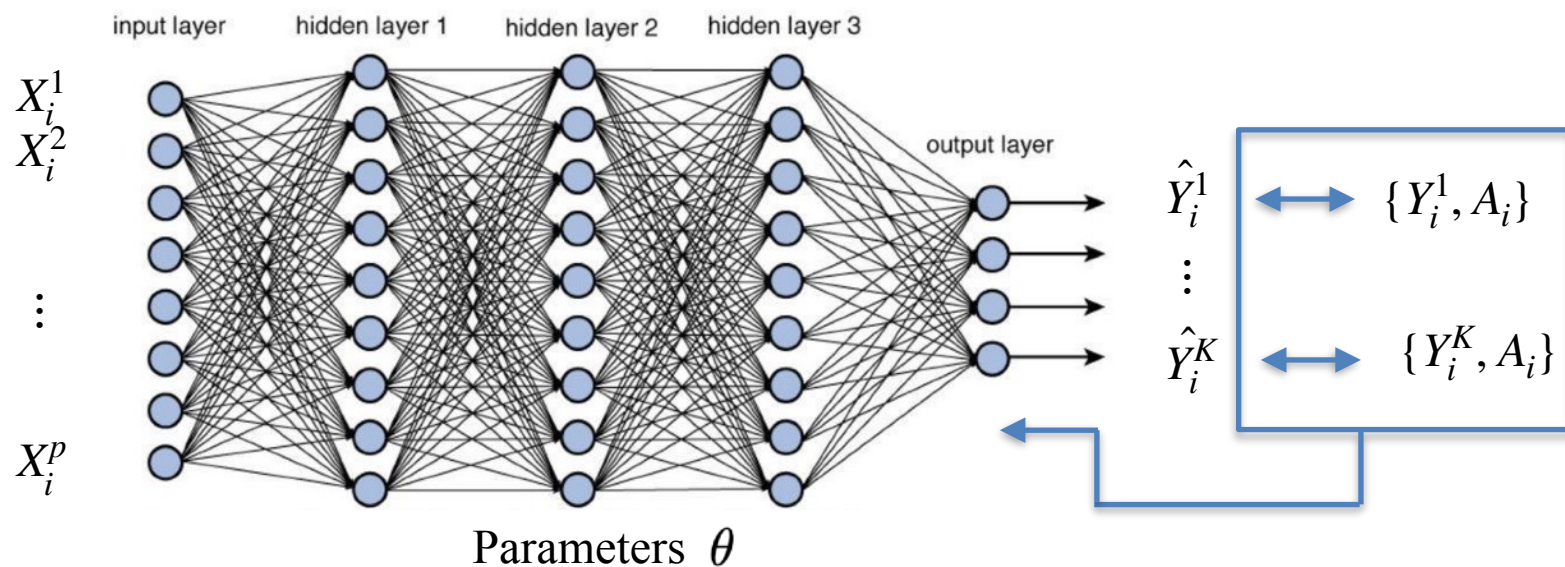 input layer
hidden layer 1
hidden layer 2
hidden layer 3
output layer
X_i^1
X_i^2
⋮
X_i^p
Ŷ_i^1
⋮
Ŷ_i^K
{Y_i^1, A_i}
{Y_i^K, A_i}
Parameters θ